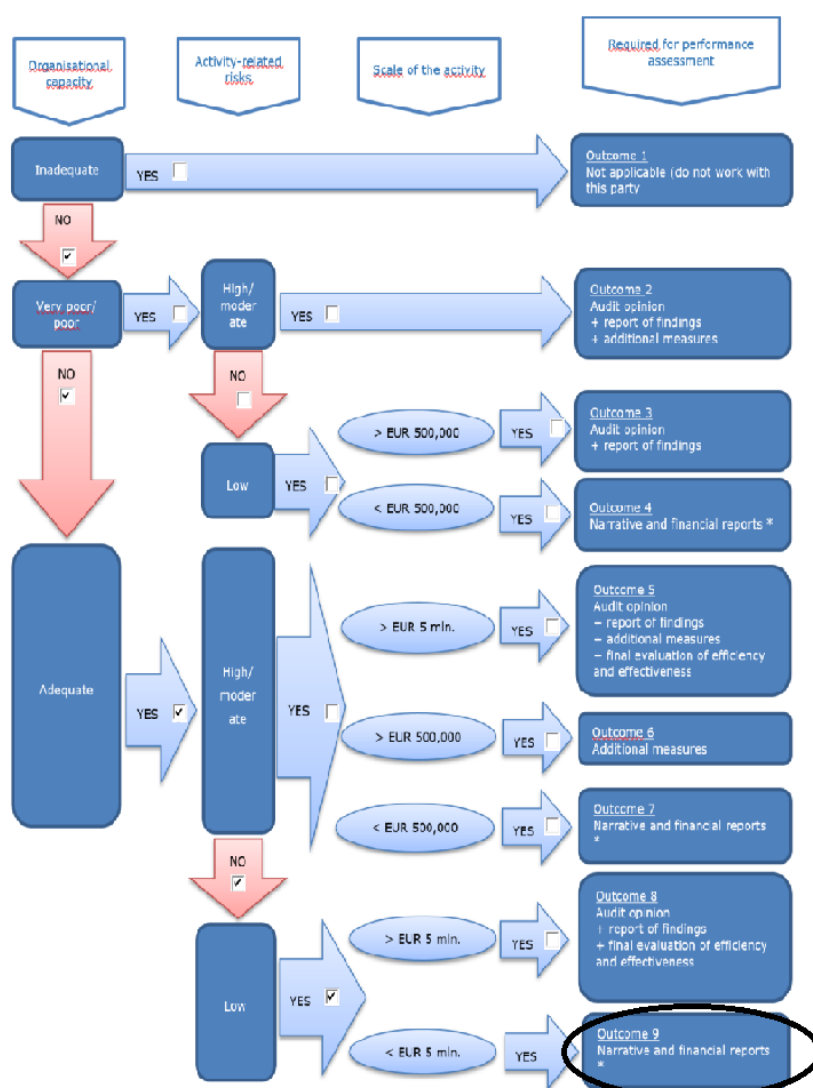 Organisational
capacity
Activity-related
risks
Scale of the activity
Required for performance
assessment
Inadequate
YES
Outcome 1
Not applicable (do not work with
this party
NO
Very poor/
poor
YES
High/
moder
ate
YES
Outcome 2
Audit opinion
+ report of findings
+ additional measures
NO
NO
Low
YES
> EUR 500,000
YES
Outcome 3
Audit opinion
+ report of findings
< EUR 500,000
YES
Outcome 4
Narrative and financial reports *
Adequate
YES
High/
moder
ate
YES
> EUR 5 mln.
YES
Outcome 5
Audit opinion
− report of findings
− additional measures
− final evaluation of efficiency
and effectiveness
> EUR 500,000
YES
Outcome 6
Additional measures
< EUR 500,000
YES
Outcome 7
Narrative and financial reports
*
NO
Low
YES
> EUR 5 mln.
YES
Outcome 8
Audit opinion
+ report of findings
+ final evaluation of efficiency
and effectiveness
< EUR 5 mln.
YES
Outcome 9
Narrative and financial reports
*